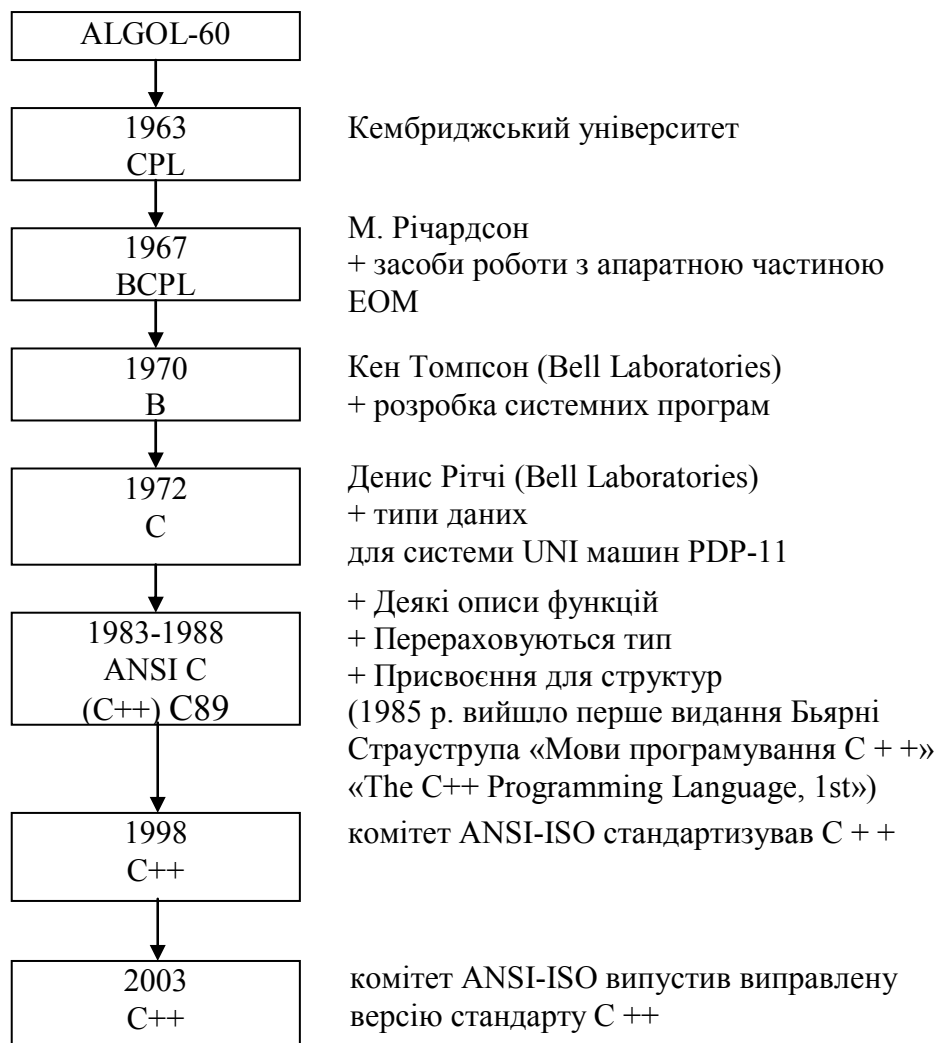 ALGOL-60
1963
CPL
Кембриджський університет
1967
BCPL
М. Річардсон
+ засоби роботи з апаратною частиною
ЕОМ
1970
B
Кен Томпсон (Bell Laboratories)
+ розробка системних програм
1972
C
Денис Рітчі (Bell Laboratories)
+ типи даних
для системи UNI машин PDP-11
1983-1988
ANSI C
(C++) C89
+ Деякі описи функцій
+ Перераховуються тип
+ Присвоєння для структур
(1985 р. вийшло перше видання Бьярні
Страуструпа «Мови програмування C + +»
«The C++ Programming Language, 1st»)
1998
C++
комітет ANSI-ISO стандартизував C + +
2003
C++
комітет ANSI-ISO випустив виправлену
версію стандарту C ++